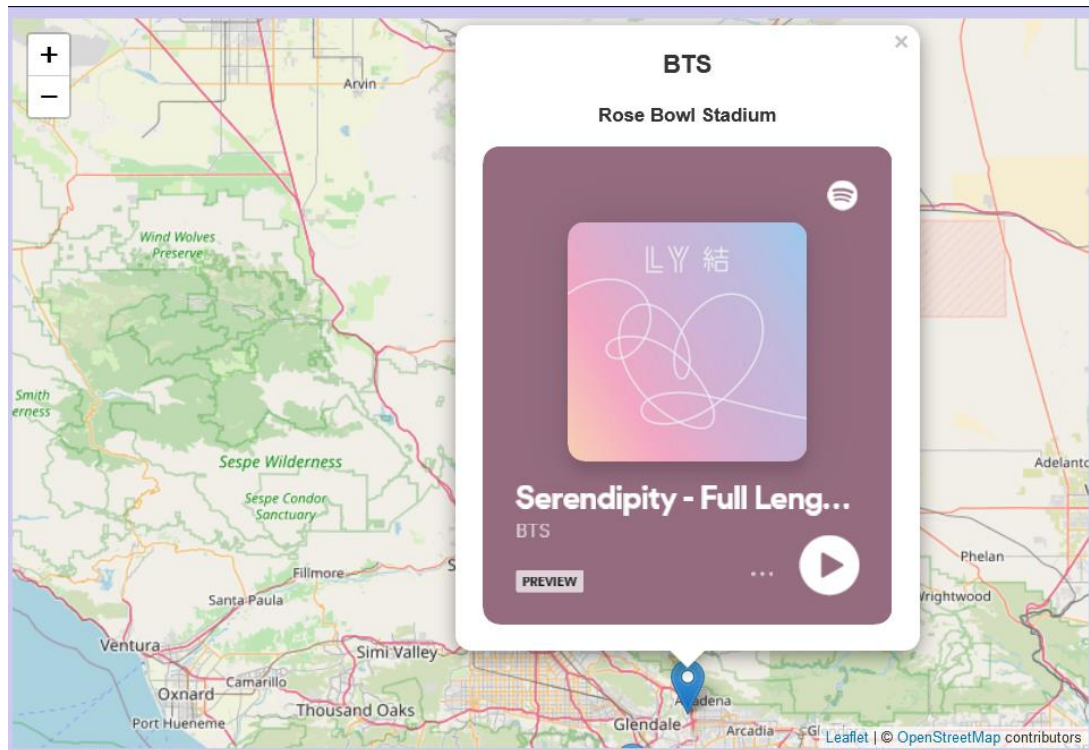 +
−
Arvin
×
BTS
Rose Bowl Stadium
LY 結
Serendipity - Full Leng...
BTS
PREVIEW
...
Wind Wolves
Preserve
Smith
erness
Sespe Wilderness
Sespe Condor
Sanctuary
Adelanto
Fillmore
Santa Paula
Phelan
Wrightwood
Ventura
Simi Valley
Camarillo
Oxnard
Thousand Oaks
Port Hueneme
Glendale
Arcadia
Leaflet | © OpenStreetMap contributors